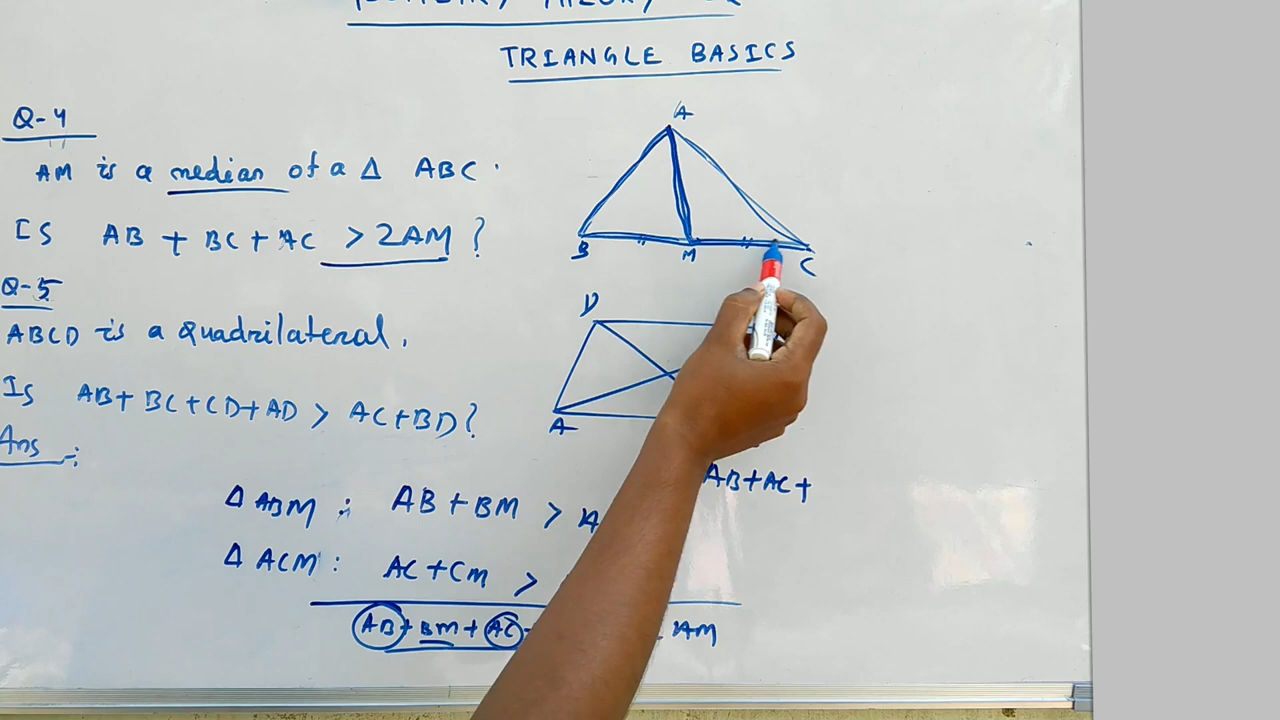 TRIANGLE BASICS
Q-4
AM is a median of a Δ ABC.
Is AB + BC + AC > 2AM?
Q-5
ABCD is a Quadrilateral.
Is AB+BC+CD+AD > AC+BD?
Ans :
A
B
M
C
D
A
AB+AC+
Δ ABM : AB + BM >
Δ ACM : AC + CM >
AB + BM + AC
AM